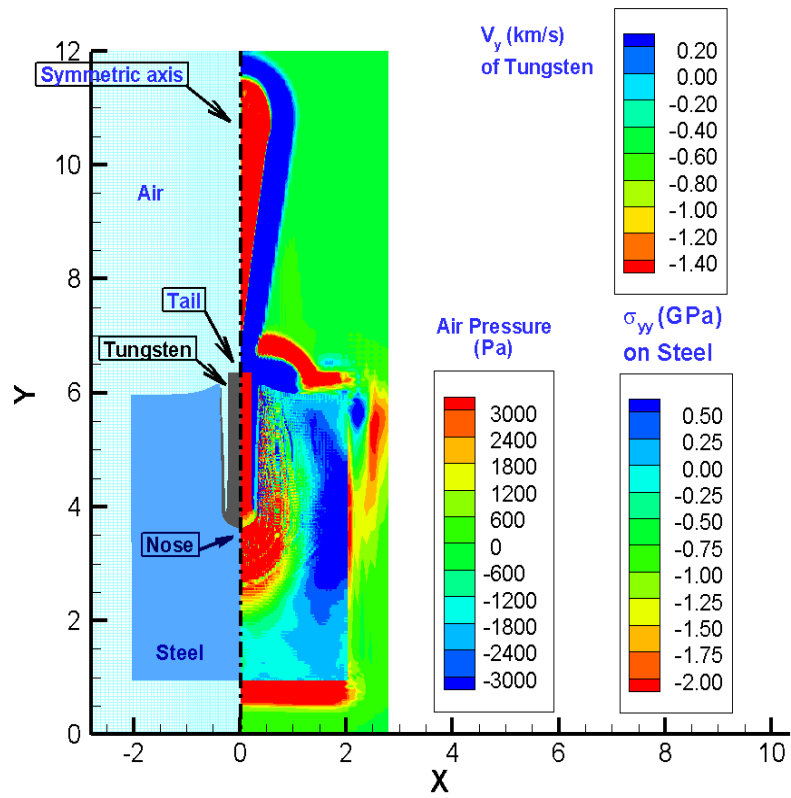 V_y (km/s)
of Tungsten
0.20
0.00
-0.20
-0.40
-0.60
-0.80
-1.00
-1.20
-1.40
12
10
8
6
4
2
0
Y
Symmetric axis
Air
Tail
Tungsten
Nose
Steel
Air Pressure
(Pa)
3000
2400
1800
1200
600
0
-600
-1200
-1800
-2400
-3000
σ_yy (GPa)
on Steel
0.50
0.25
0.00
-0.25
-0.50
-0.75
-1.00
-1.25
-1.50
-1.75
-2.00
-2 0 2 4 6 8 10
X